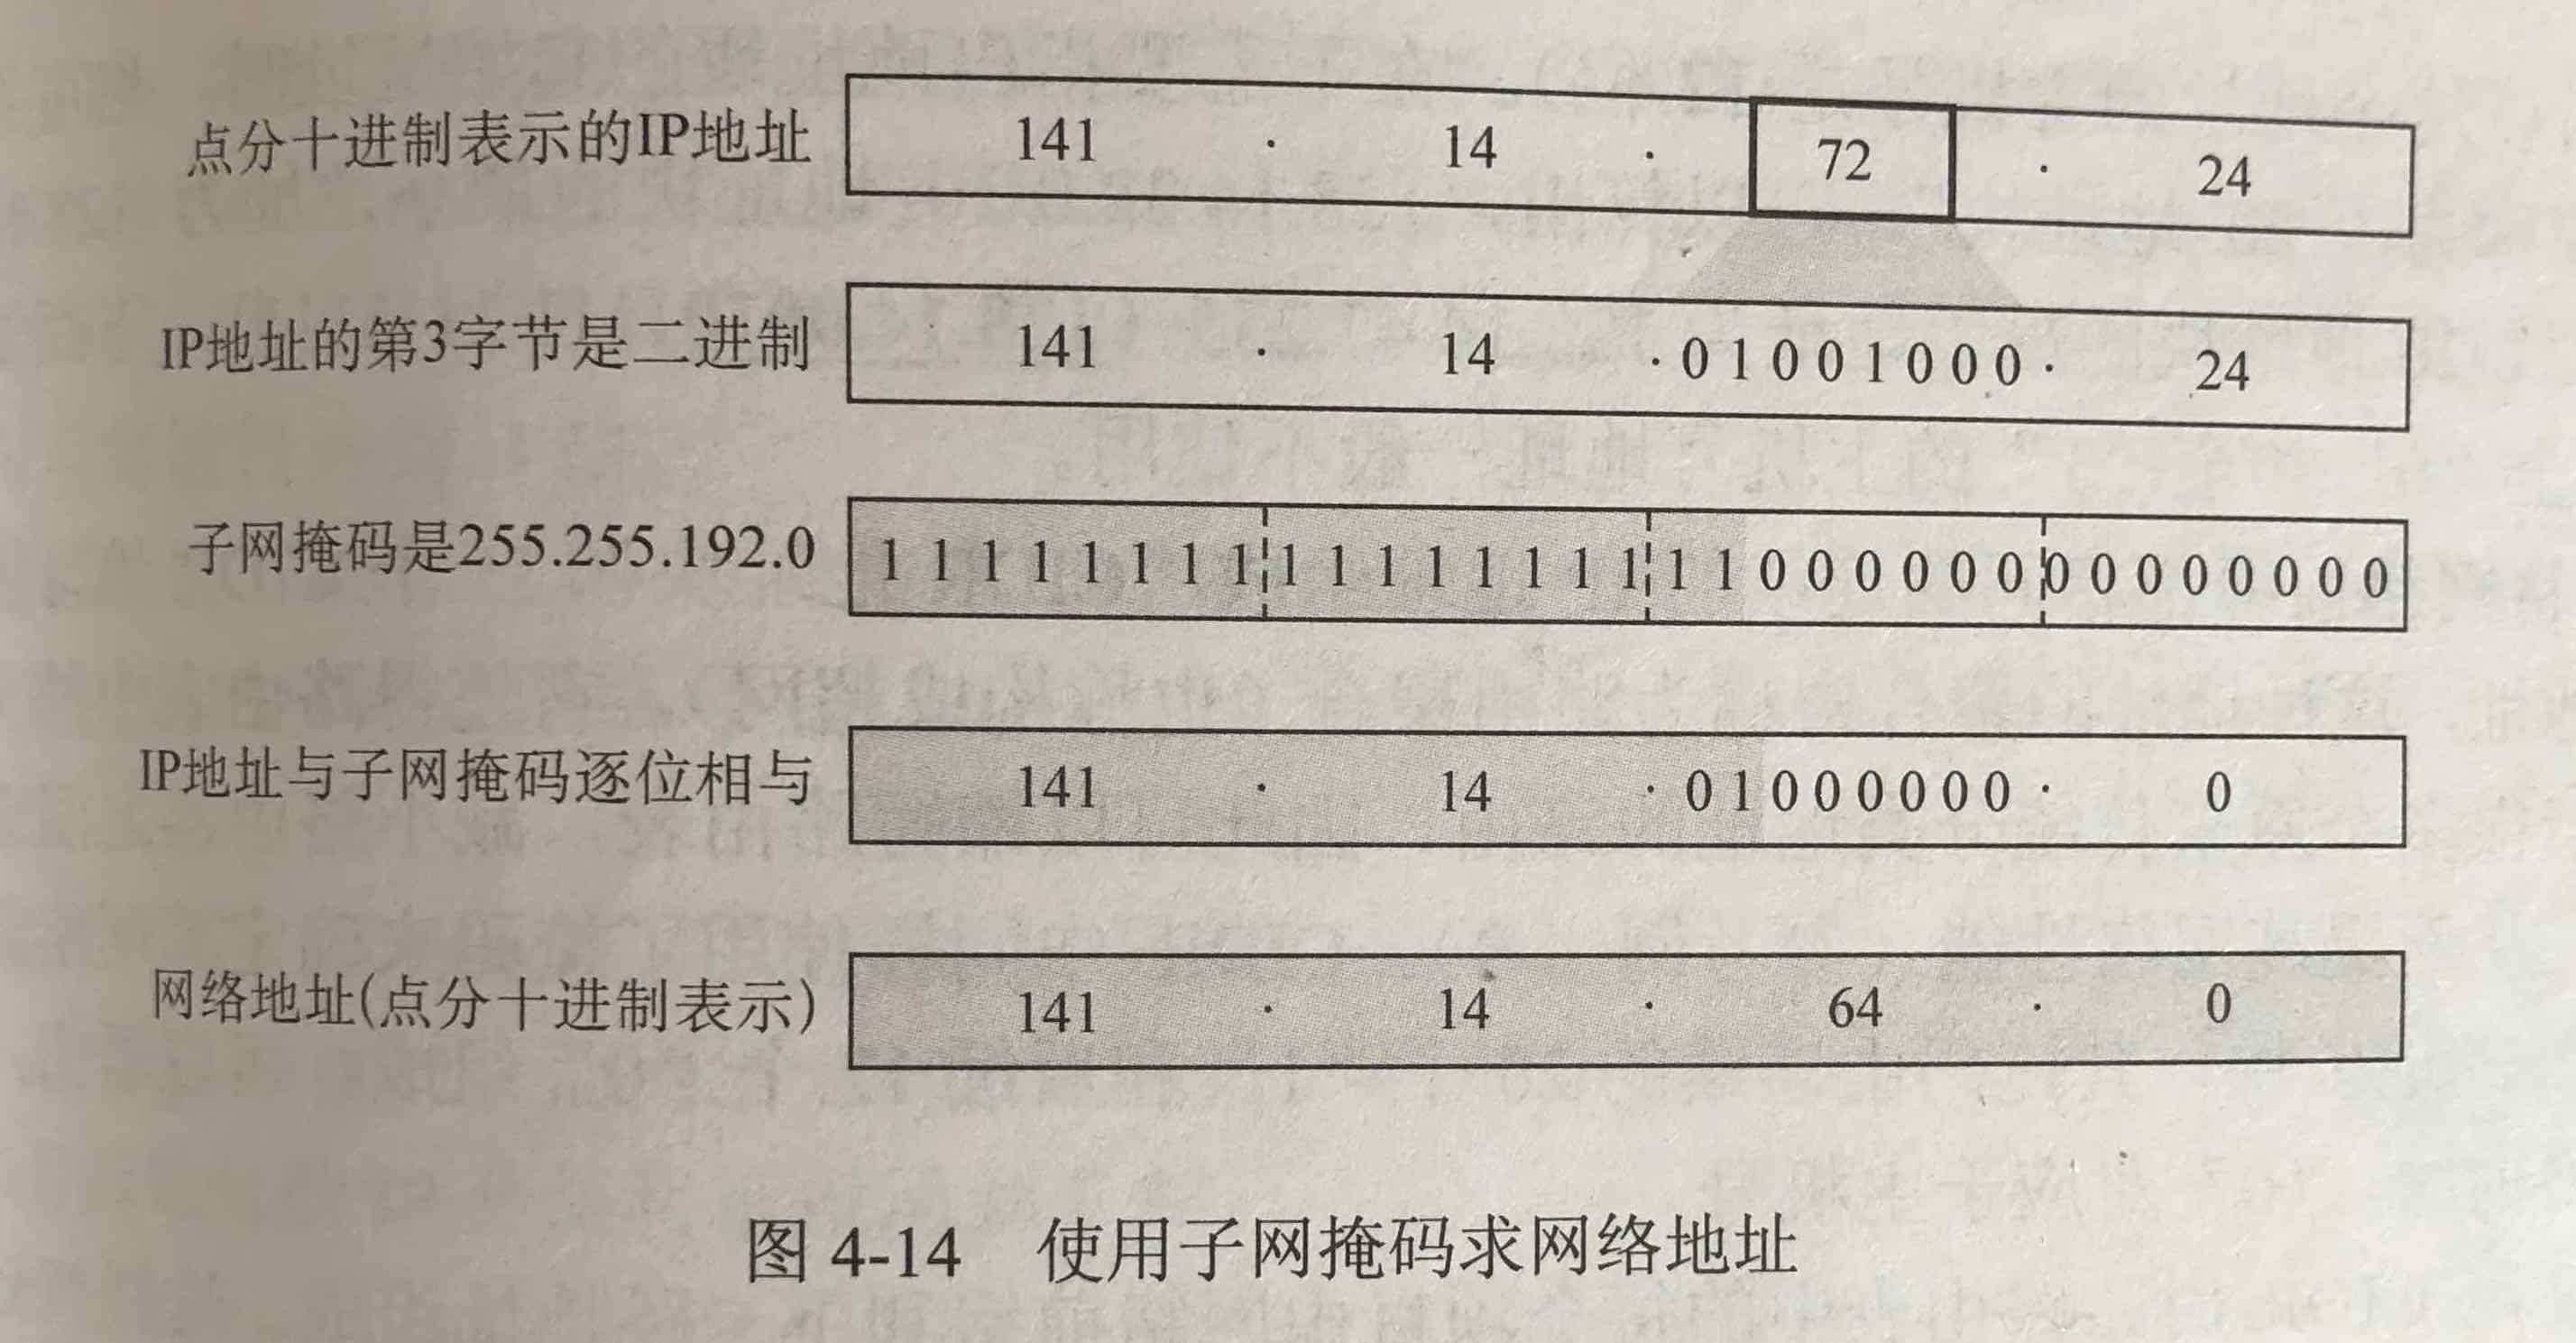 点分十进制表示的IP地址 141 . 14 . 72 . 24
IP地址的第3字节是二进制 141 . 14 . 0 1 0 0 1 0 0 0 . 24
子网掩码是255.255.192.0 1 1 1 1 1 1 1 1 1 1 1 1 1 1 1 1 1 1 0 0 0 0 0 0 0 0 0 0 0 0 0 0
IP地址与子网掩码逐位相与 141 . 14 . 0 1 0 0 0 0 0 0 . 0
网络地址(点分十进制表示) 141 . 14 . 64 . 0
图 4-14 使用子网掩码求网络地址